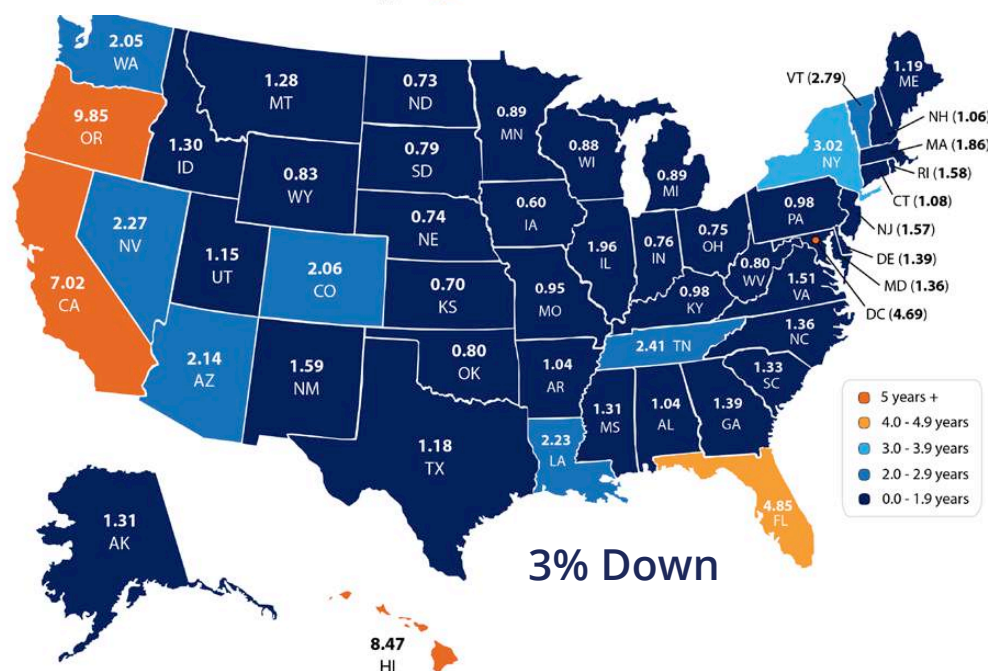 2.05
WA
9.85
OR
7.02
CA
2.27
NV
1.30
ID
1.28
MT
0.83
WY
1.15
UT
2.06
CO
2.14
AZ
1.59
NM
0.73
ND
0.79
SD
0.74
NE
0.70
KS
0.80
OK
1.18
TX
0.89
MN
0.60
IA
0.95
MO
1.04
AR
2.23
LA
0.88
WI
1.96
IL
0.89
MI
0.76
IN
0.75
OH
0.98
KY
2.41 TN
1.31
MS
1.04
AL
1.39
GA
4.85
FL
1.33
SC
1.36
NC
1.51
VA
0.80
WV
0.98
PA
3.02
NY
VT (2.79)
1.19
ME
NH (1.06)
MA (1.86)
RI (1.58)
CT (1.08)
NJ (1.57)
DE (1.39)
MD (1.36)
DC (4.69)
5 years +
4.0 - 4.9 years
3.0 - 3.9 years
2.0 - 2.9 years
0.0 - 1.9 years
1.31
AK
8.47
HI
3% Down